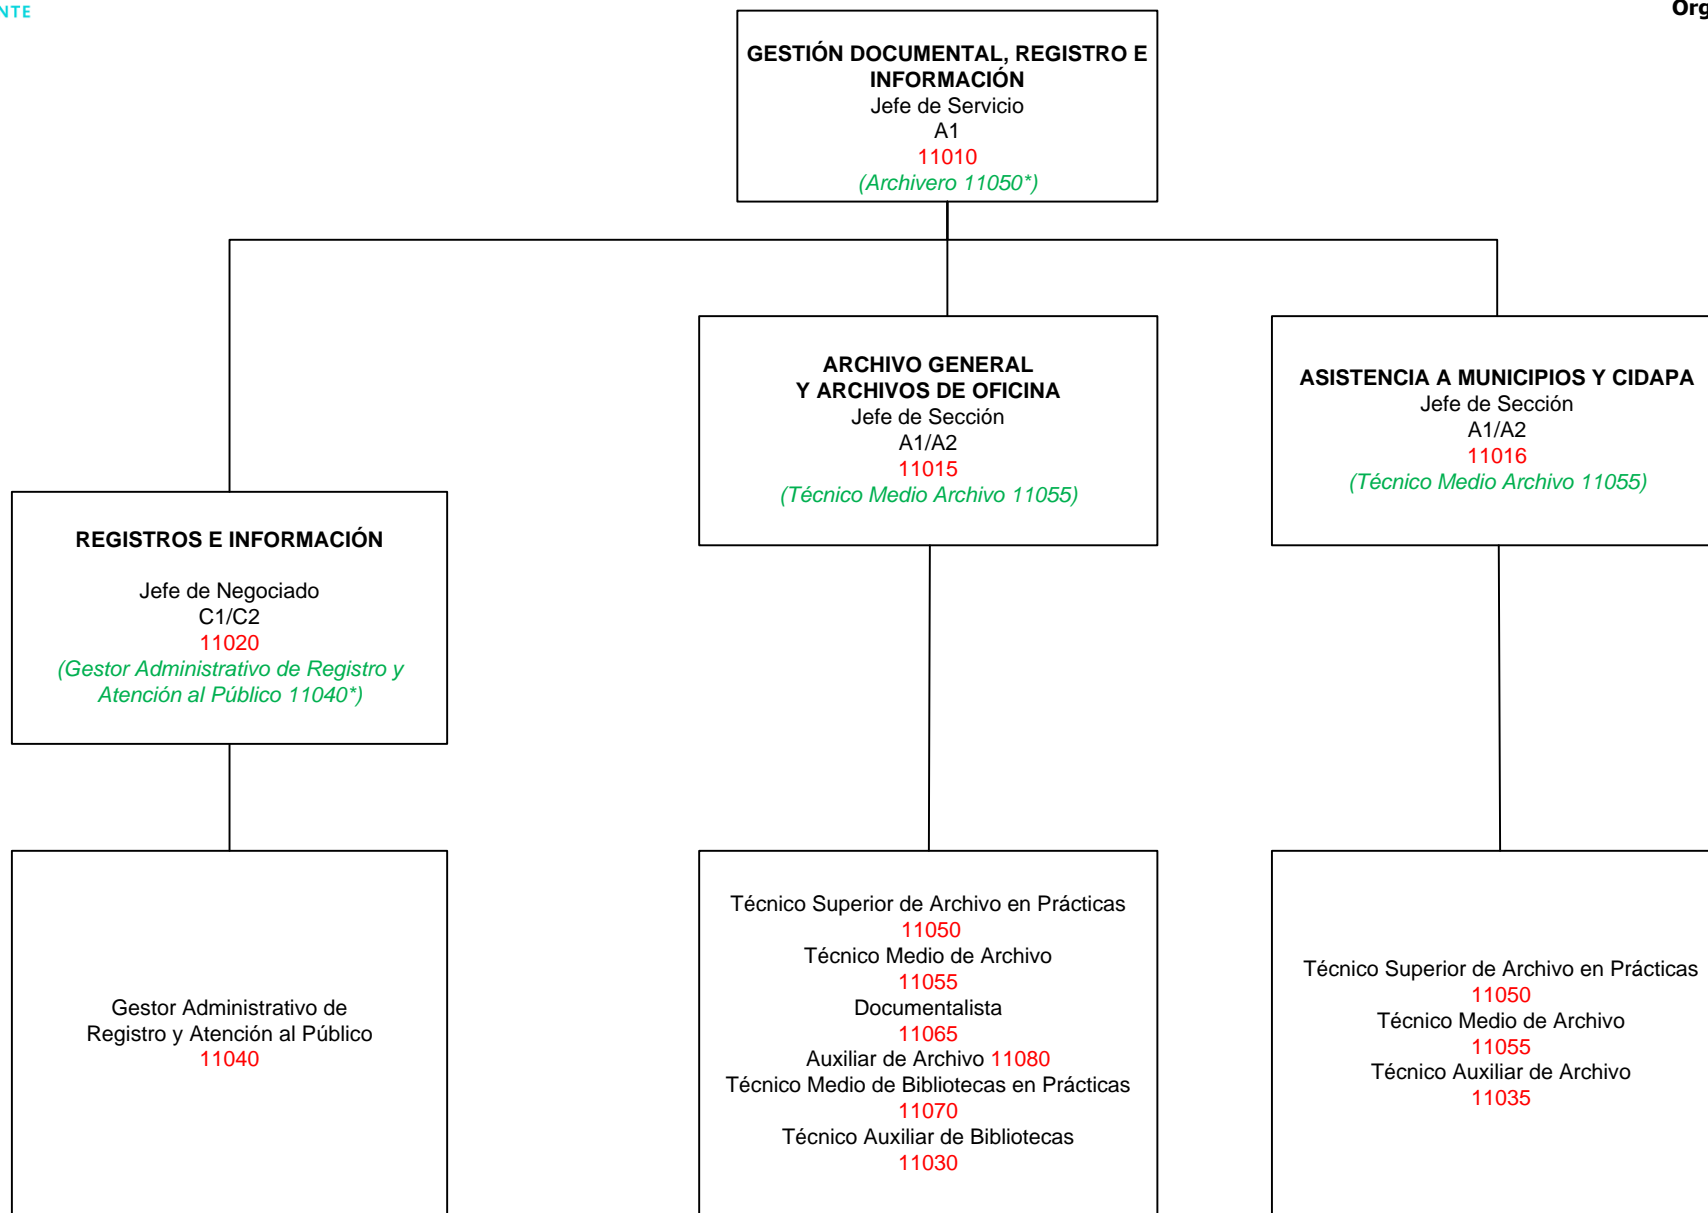 NTE
Org
GESTIÓN DOCUMENTAL, REGISTRO E
INFORMACIÓN
Jefe de Servicio
A1
11010
(Archivero 11050*)
REGISTROS E INFORMACIÓN
Jefe de Negociado
C1/C2
11020
(Gestor Administrativo de Registro y
Atención al Público 11040*)
ARCHIVO GENERAL
Y ARCHIVOS DE OFICINA
Jefe de Sección
A1/A2
11015
(Técnico Medio Archivo 11055)
ASISTENCIA A MUNICIPIOS Y CIDAPA
Jefe de Sección
A1/A2
11016
(Técnico Medio Archivo 11055)
Gestor Administrativo de
Registro y Atención al Público
11040
Técnico Superior de Archivo en Prácticas
11050
Técnico Medio de Archivo
11055
Documentalista
11065
Auxiliar de Archivo 11080
Técnico Medio de Bibliotecas en Prácticas
11070
Técnico Auxiliar de Bibliotecas
11030
Técnico Superior de Archivo en Prácticas
11050
Técnico Medio de Archivo
11055
Técnico Auxiliar de Archivo
11035